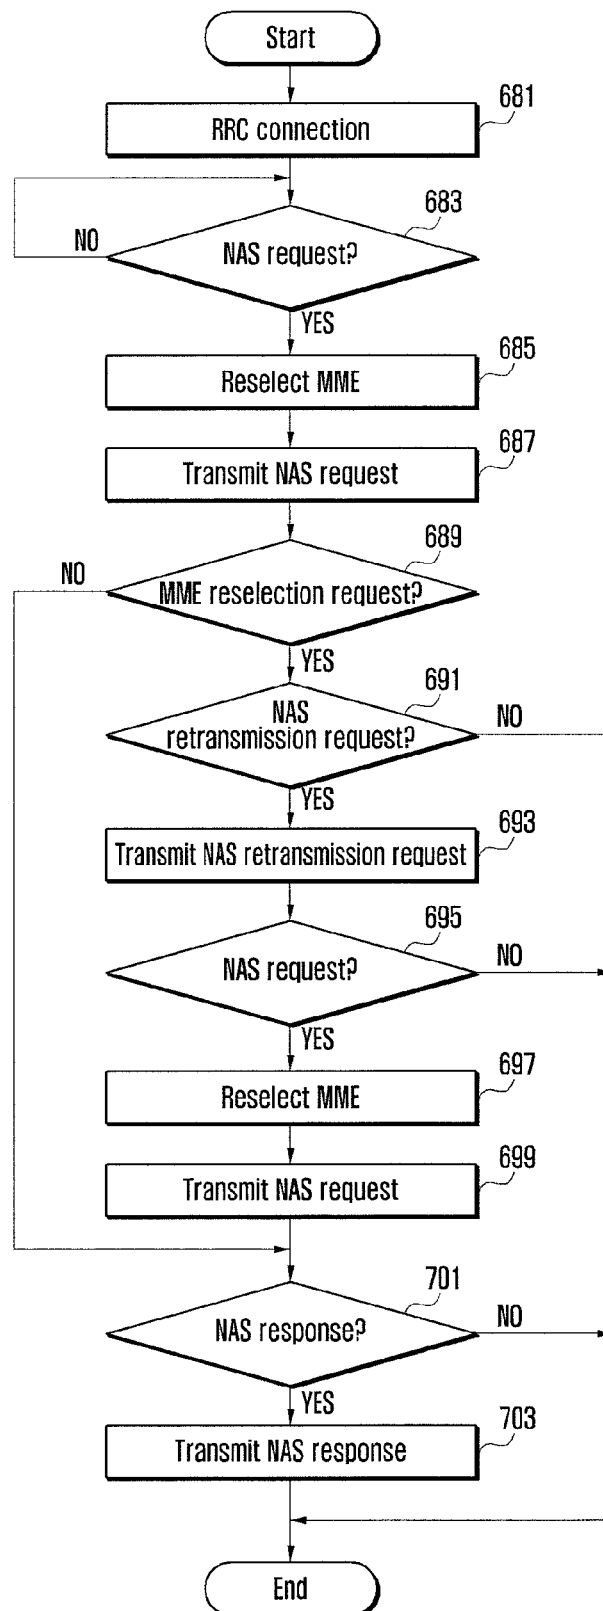 Start
681
RRC connection
683
NO
NAS request?
YES
685
Reselect MME
687
Transmit NAS request
689
NO
MME reselection request?
YES
691
NAS
NO
retransmission request?
YES
693
Transmit NAS retransmission request
695
NO
NAS request?
YES
697
Reselect MME
699
Transmit NAS request
701
NO
NAS response?
YES
703
Transmit NAS response
End